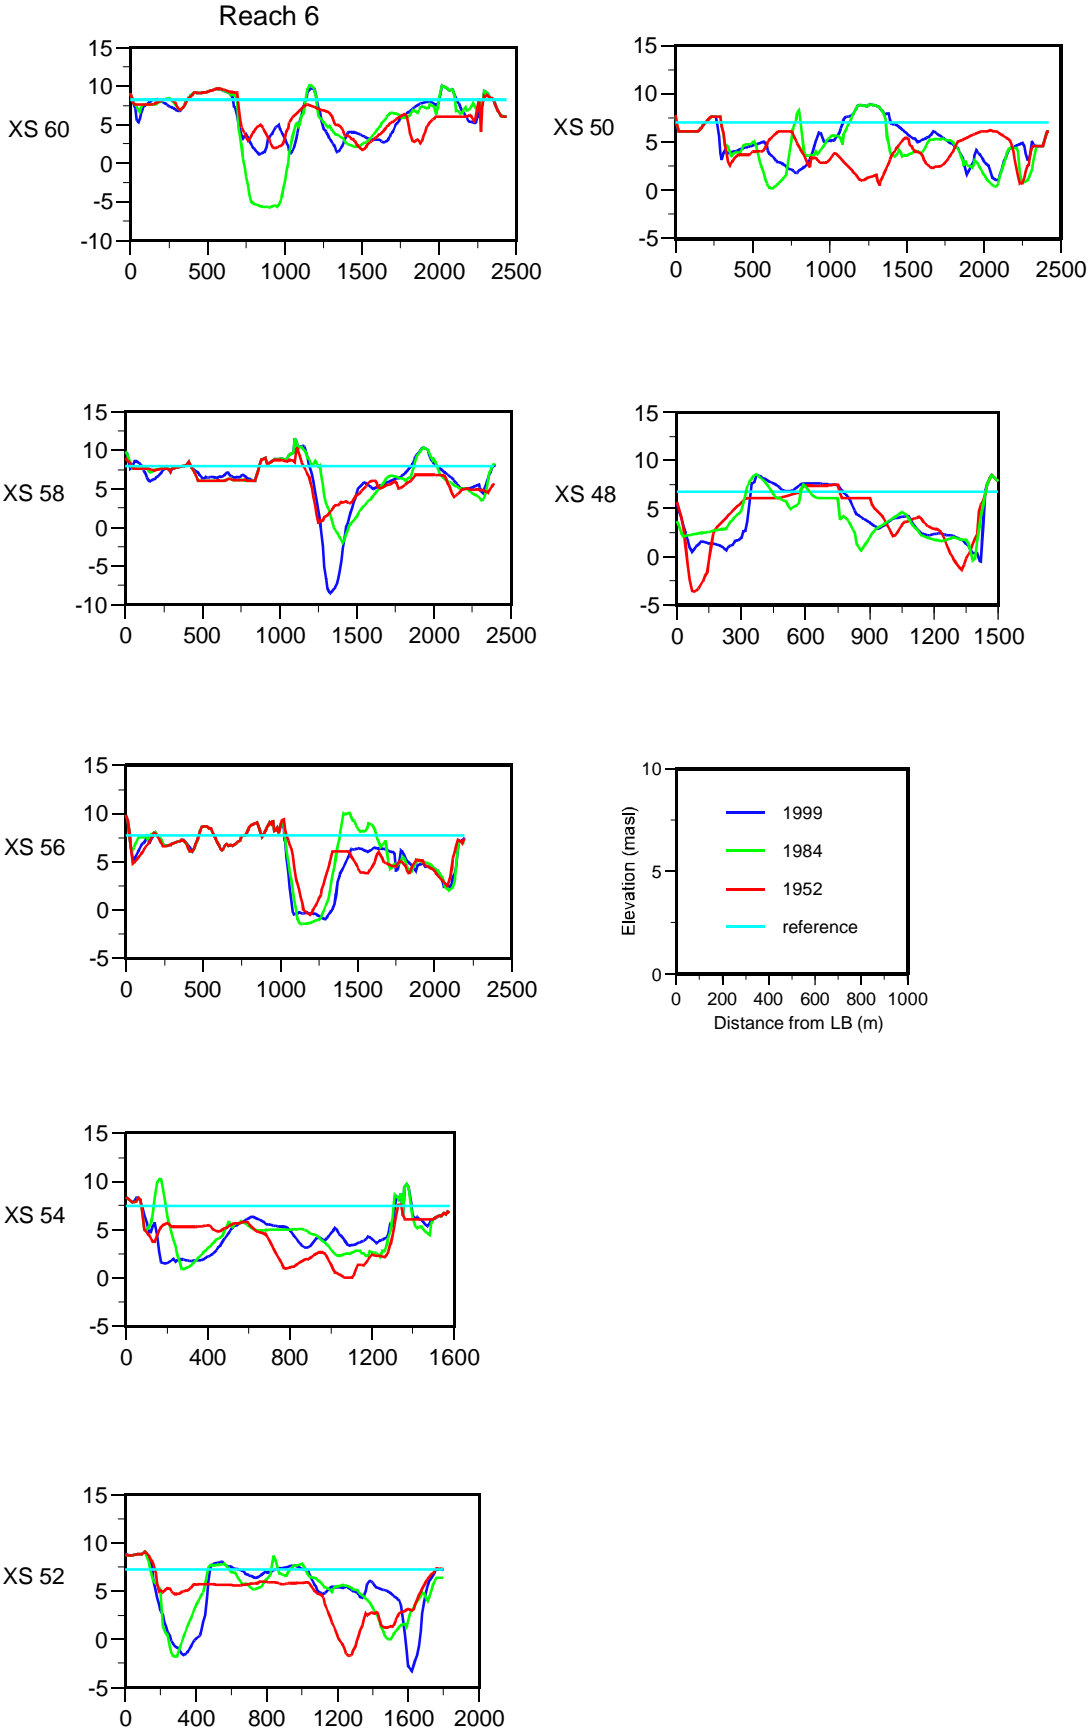 Reach 6
XS 60
15
10
5
0
-5
-10
0 500 1000 1500 2000 2500
XS 50
15
10
5
0
-5
0 500 1000 1500 2000 2500
XS 58
15
10
5
0
-5
-10
0 500 1000 1500 2000 2500
XS 48
15
10
5
0
-5
0 300 600 900 1200 1500
XS 56
15
10
5
0
-5
0 500 1000 1500 2000 2500
Elevation (masl)
10
5
0
1999
1984
1952
reference
0 200 400 600 800 1000
Distance from LB (m)
XS 54
15
10
5
0
-5
0 400 800 1200 1600
XS 52
15
10
5
0
-5
0 400 800 1200 1600 2000